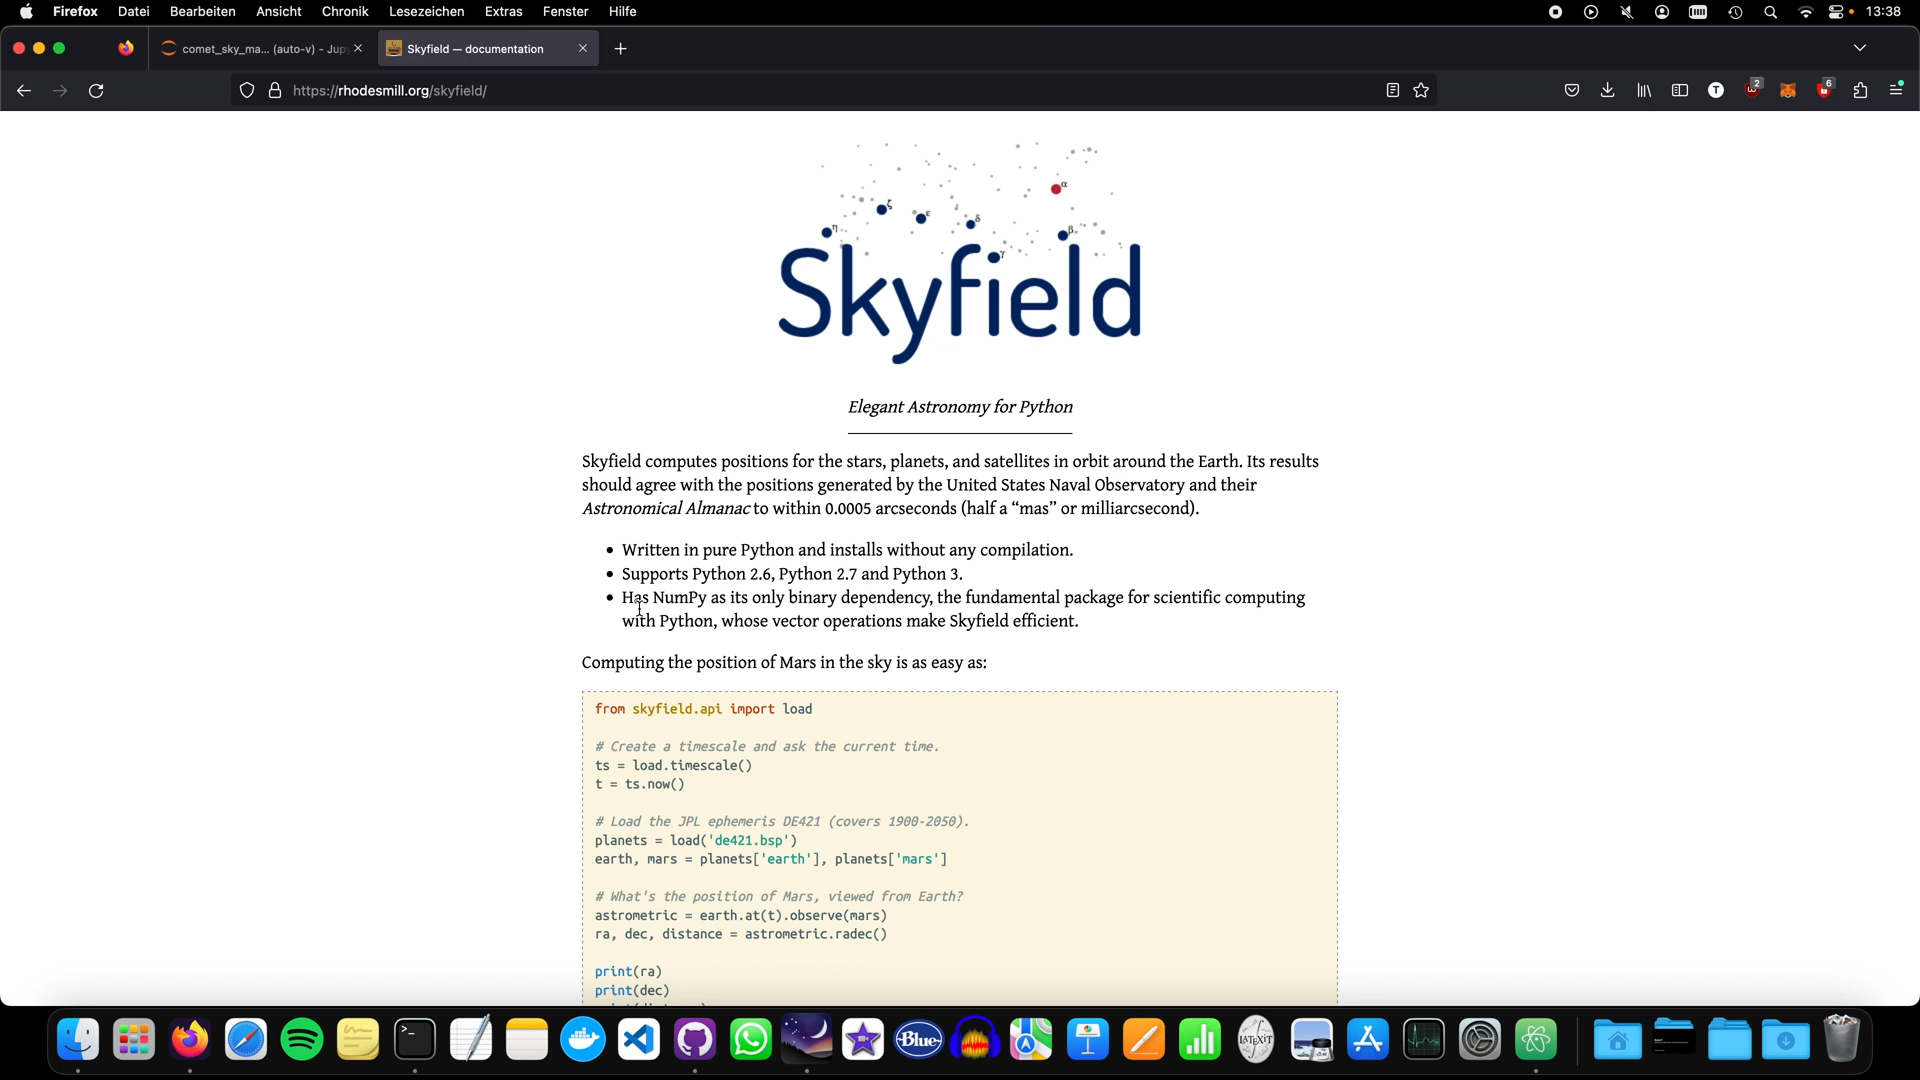 Firefox Datei Bearbeiten Ansicht Chronik Lesezeichen Extras Fenster Hilfe 13:38
comet_sky_ma... (auto-v) - Jup Skyfield — documentation
https://rhodesmill.org/skyfield/ T 2 6
α
ζ ε δ
η β
γ
Skyfield
Elegant Astronomy for Python
Skyfield computes positions for the stars, planets, and satellites in orbit around the Earth. Its results
should agree with the positions generated by the United States Naval Observatory and their
Astronomical Almanac to within 0.0005 arcseconds (half a “mas” or milliarcsecond).
• Written in pure Python and installs without any compilation.
• Supports Python 2.6, Python 2.7 and Python 3.
• Has NumPy as its only binary dependency, the fundamental package for scientific computing
with Python, whose vector operations make Skyfield efficient.
Computing the position of Mars in the sky is as easy as:
from skyfield.api import load
# Create a timescale and ask the current time.
ts = load.timescale()
t = ts.now()
# Load the JPL ephemeris DE421 (covers 1900-2050).
planets = load('de421.bsp')
earth, mars = planets['earth'], planets['mars']
# What's the position of Mars, viewed from Earth?
astrometric = earth.at(t).observe(mars)
ra, dec, distance = astrometric.radec()
print(ra)
print(dec)
>_ Blue- LATEXiT